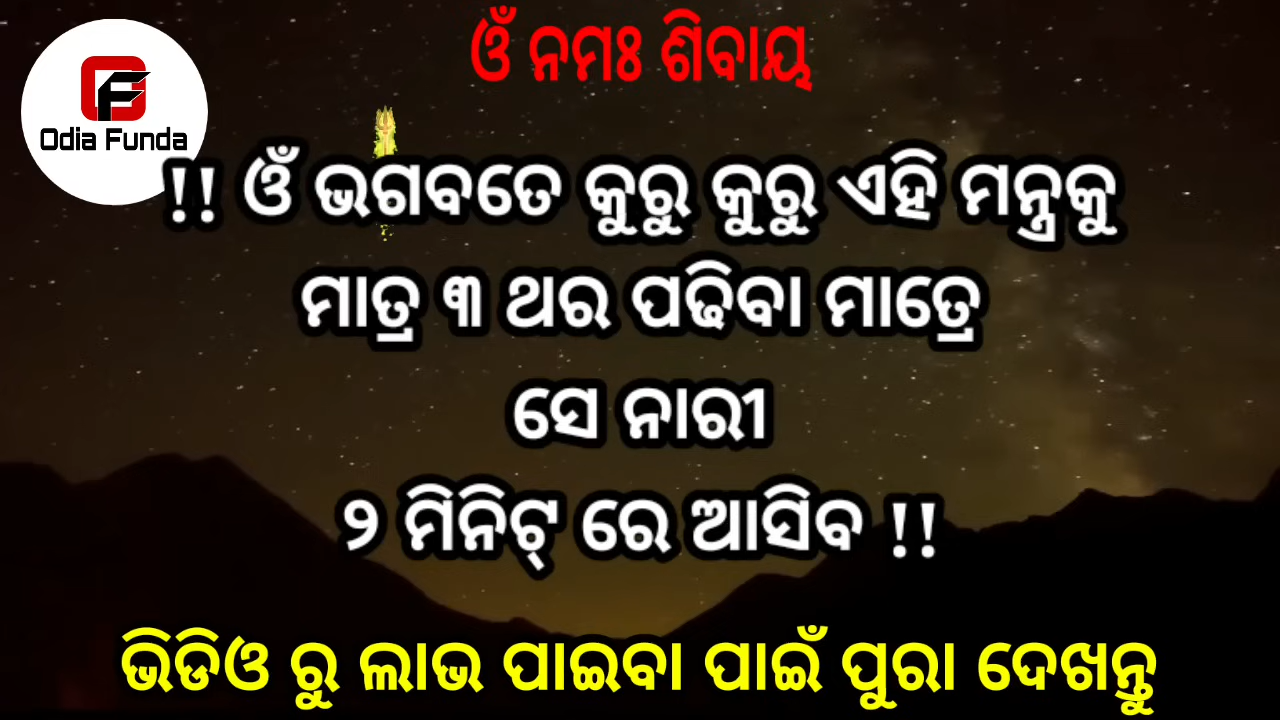 ଓଁ ନମଃ ଶିବାୟ
Odia Funda
!! ଓଁ ଭଗବତେ କୁରୁ କୁରୁ ଏହି ମନ୍ତ୍ରକୁ
ମାତ୍ର ୩ ଥର ପଢିବା ମାତ୍ରେ
ସେ ନାରୀ
୨ ମିନିଟ୍ ରେ ଆସିବ !!
ଭିଡିଓ ରୁ ଲାଭ ପାଇବା ପାଇଁ ପୁରା ଦେଖନ୍ତୁ